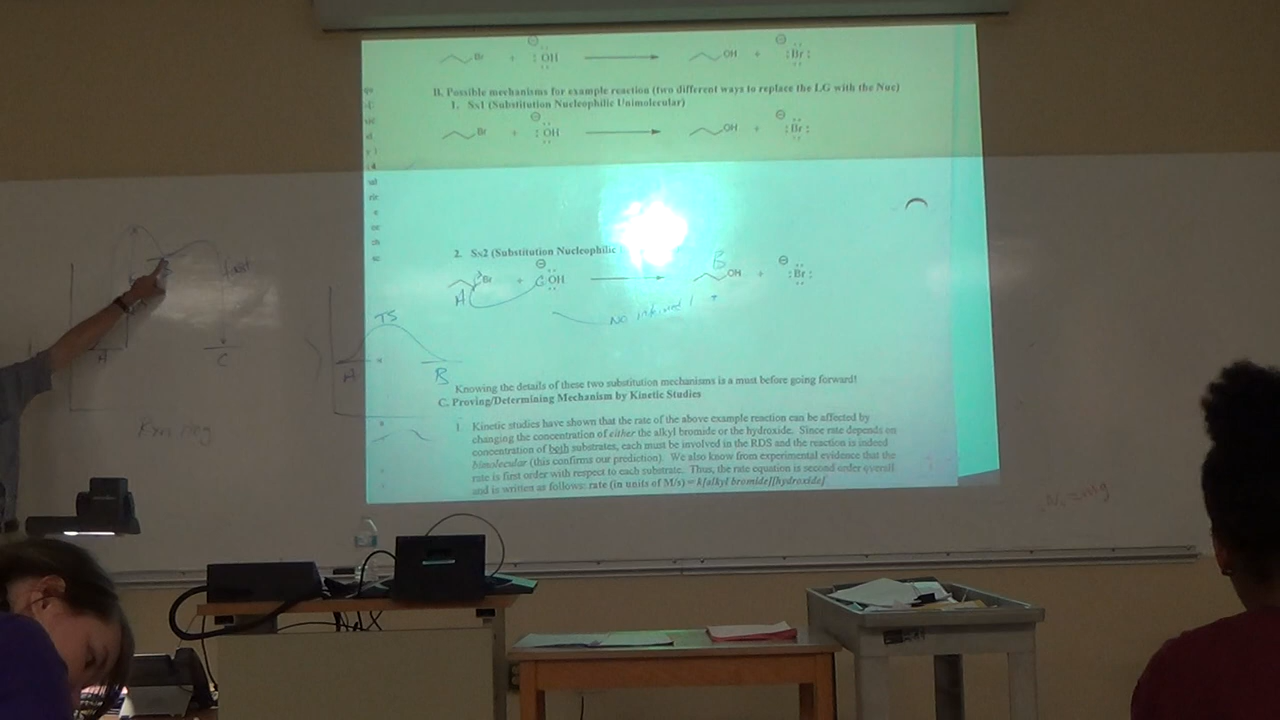 Br + :OH → OH + :Br:
B. Possible mechanisms for example reaction (two different ways to replace the LG with the Nuc)
1. SN1 (Substitution Nucleophilic Unimolecular)
Br + :OH → OH + :Br:
2. SN2 (Substitution Nucleophilic
Br + OH → OH + :Br:
A
B
No
TS
A
B
fast
A
C
Knowing the details of these two substitution mechanisms is a must before going forward!
C. Proving/Determining Mechanism by Kinetic Studies
1. Kinetic studies have shown that the rate of the above example reaction can be affected by
changing the concentration of either the alkyl bromide or the hydroxide. Since rate depends on
concentration of both substrates, each must be involved in the RDS and the reaction is indeed
bimolecular (this confirms our prediction). We also know from experimental evidence that the
rate is first order with respect to each substrate. Thus, the rate equation is second order overall
and is written as follows: rate (in units of M/s) = k[alkyl bromide][hydroxide]